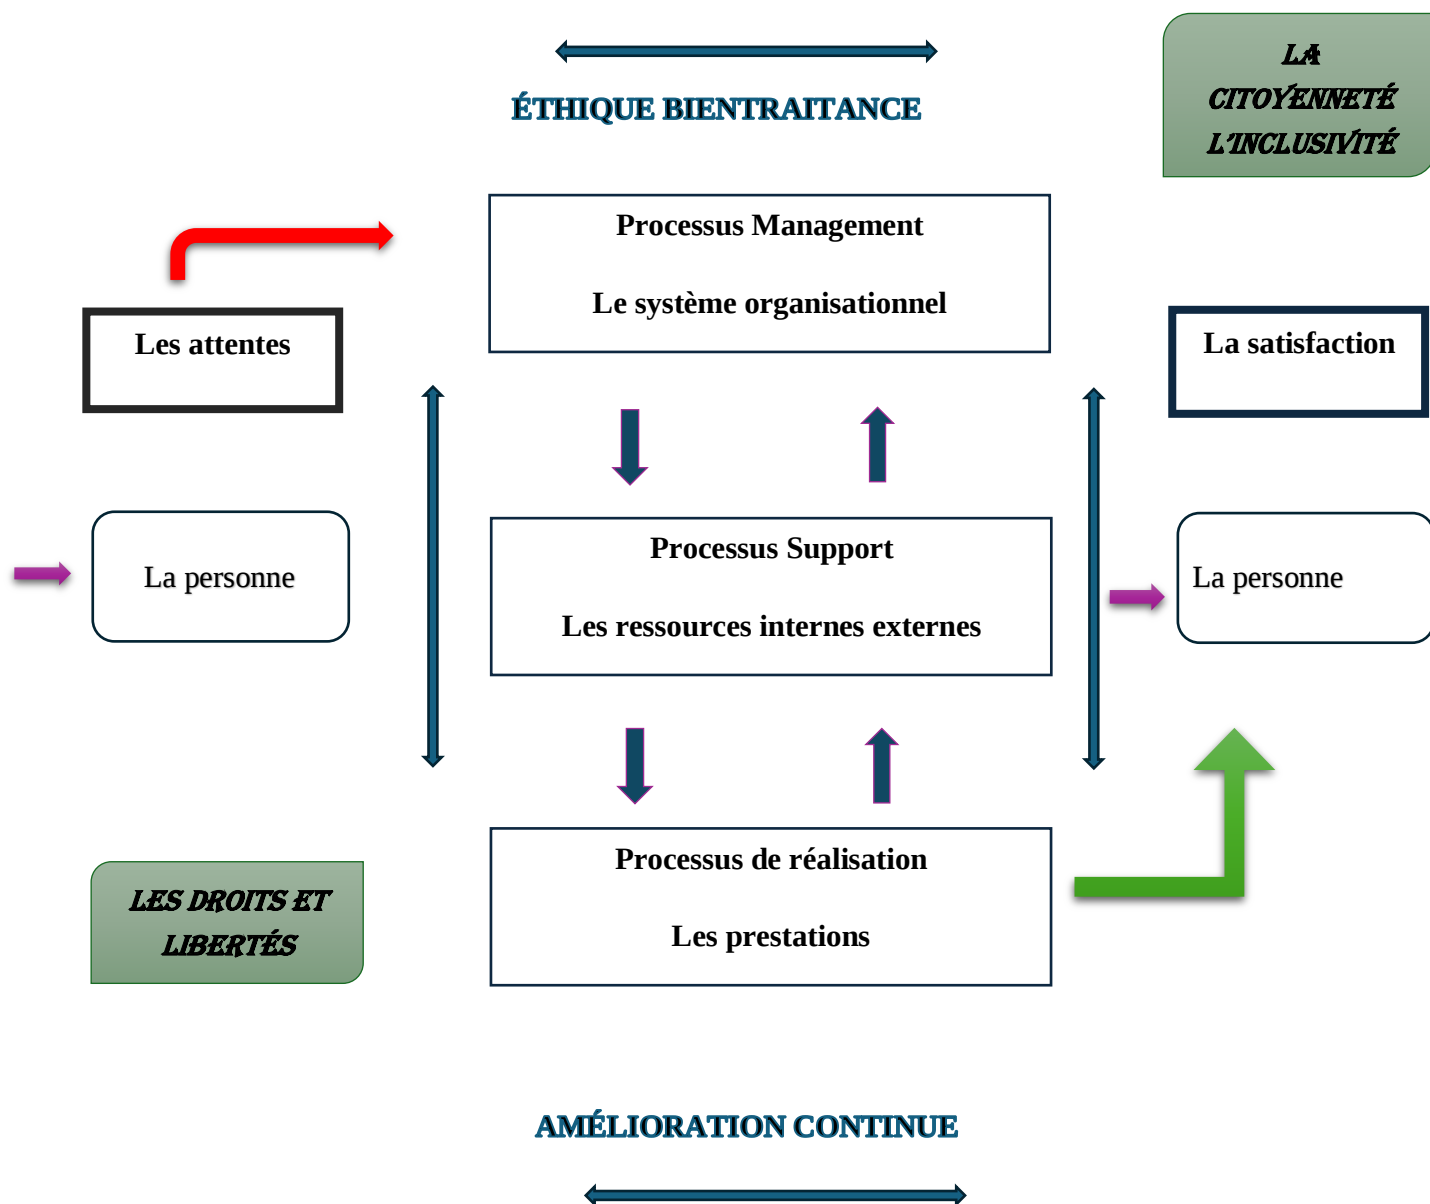 LA
CITOYENNETÉ
L'INCLUSIVITÉ
ÉTHIQUE BIENTRAITANCE
Processus Management
Le système organisationnel
Les attentes
La satisfaction
Processus Support
Les ressources internes externes
La personne
La personne
Processus de réalisation
Les prestations
LES DROITS ET
LIBERTÉS
AMÉLIORATION CONTINUE